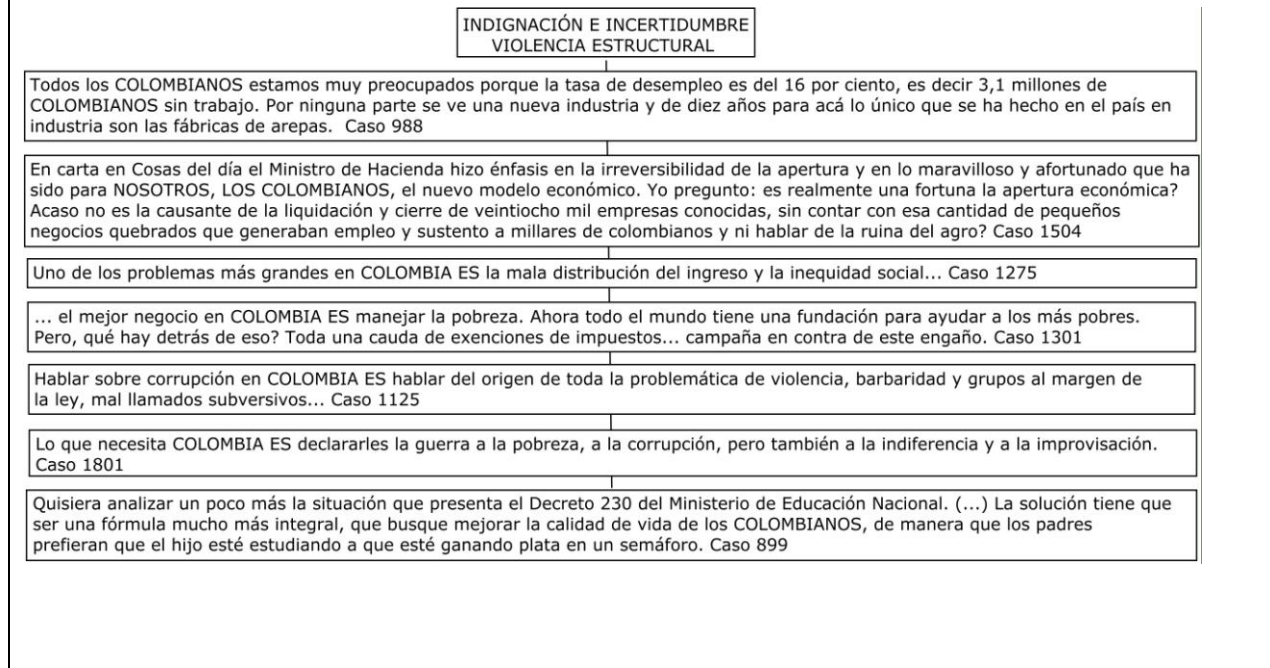 INDIGNACIÓN E INCERTIDUMBRE
VIOLENCIA ESTRUCTURAL
Todos los COLOMBIANOS estamos muy preocupados porque la tasa de desempleo es del 16 por ciento, es decir 3,1 millones de
COLOMBIANOS sin trabajo. Por ninguna parte se ve una nueva industria y de diez años para acá lo único que se ha hecho en el país en
industria son las fábricas de arepas. Caso 988
En carta en Cosas del día el Ministro de Hacienda hizo énfasis en la irreversibilidad de la apertura y en lo maravilloso y afortunado que ha
sido para NOSOTROS, LOS COLOMBIANOS, el nuevo modelo económico. Yo pregunto: es realmente una fortuna la apertura económica?
Acaso no es la causante de la liquidación y cierre de veintiocho mil empresas conocidas, sin contar con esa cantidad de pequeños
negocios quebrados que generaban empleo y sustento a millares de colombianos y ni hablar de la ruina del agro? Caso 1504
Uno de los problemas más grandes en COLOMBIA ES la mala distribución del ingreso y la inequidad social... Caso 1275
... el mejor negocio en COLOMBIA ES manejar la pobreza. Ahora todo el mundo tiene una fundación para ayudar a los más pobres.
Pero, qué hay detrás de eso? Toda una cauda de exenciones de impuestos... campaña en contra de este engaño. Caso 1301
Hablar sobre corrupción en COLOMBIA ES hablar del origen de toda la problemática de violencia, barbaridad y grupos al margen de
la ley, mal llamados subversivos... Caso 1125
Lo que necesita COLOMBIA ES declararles la guerra a la pobreza, a la corrupción, pero también a la indiferencia y a la improvisación.
Caso 1801
Quisiera analizar un poco más la situación que presenta el Decreto 230 del Ministerio de Educación Nacional. (...) La solución tiene que
ser una fórmula mucho más integral, que busque mejorar la calidad de vida de los COLOMBIANOS, de manera que los padres
prefieran que el hijo esté estudiando a que esté ganando plata en un semáforo. Caso 899